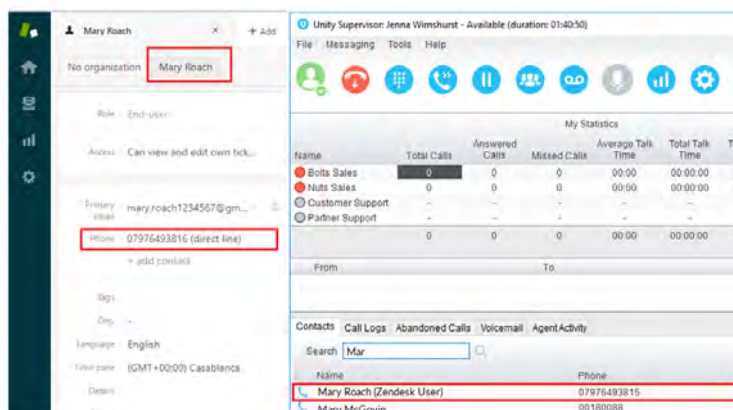 Mary Roach × + Add
No organization Mary Roach
Role End-user
Access Can view and edit own tick...
Primary email mary.roach1234567@gm...
Phone 07976493816 (direct line)
+ add contact
Tags
Org. -
Language English
Time zone (GMT+00:00) Casablanca
Details
Unity Supervisor: Jenna Wimshurst - Available (duration: 01:40:50)
File Messaging Tools Help
My Statistics
Name Total Calls Answered Calls Missed Calls Average Talk Time Total Talk Time
Bolts Sales 0 0 0 00:00 00:00:00
Nuts Sales 0 0 0 00:00 00:00:00
Customer Support - - - - -
Partner Support - - - - -
0 0 0 00:00 00:00:00
From To
Contacts Call Logs Abandoned Calls Voicemail Agent Activity
Search Mar
Name Phone
Mary Roach (Zendesk User) 07976493816
Mary McGovin 00180088